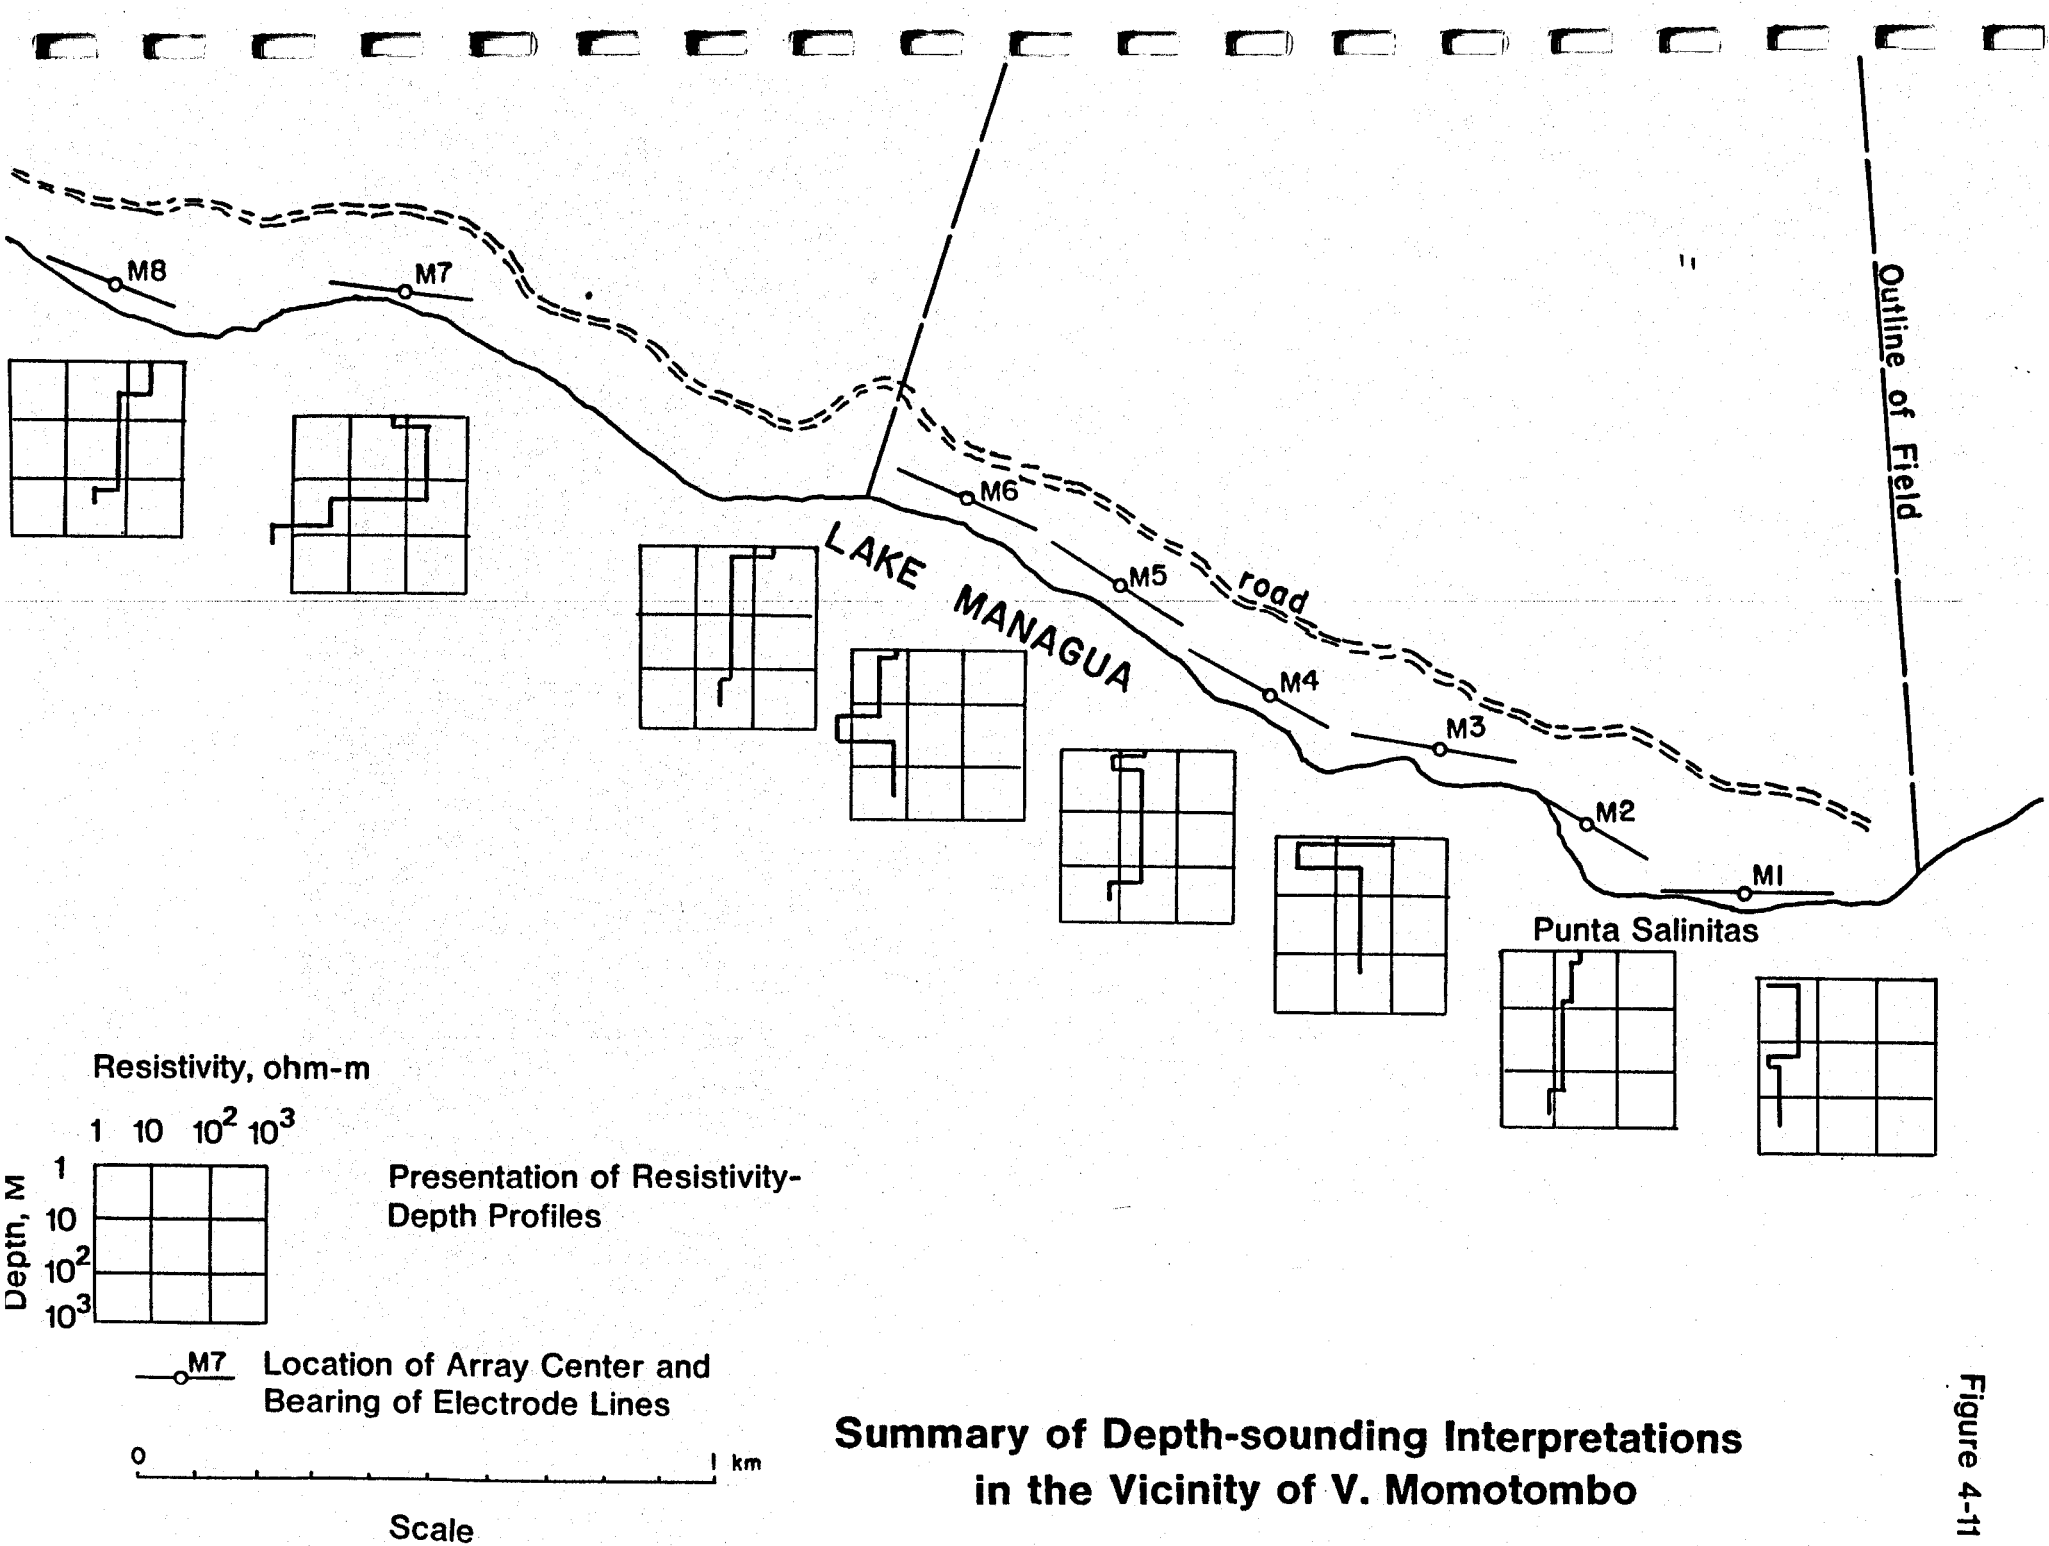 M8
M7
Outline of Field
M6
LAKE MANAGUA
M5
road
M4
M3
M2
M1
Punta Salinitas
Resistivity, ohm-m
1 10 10² 10³
Depth, M
1
10
10²
10³
Presentation of Resistivity-
Depth Profiles
M7
Location of Array Center and
Bearing of Electrode Lines
0 1 km
Scale
Summary of Depth-sounding Interpretations
in the Vicinity of V. Momotombo
Figure 4-11